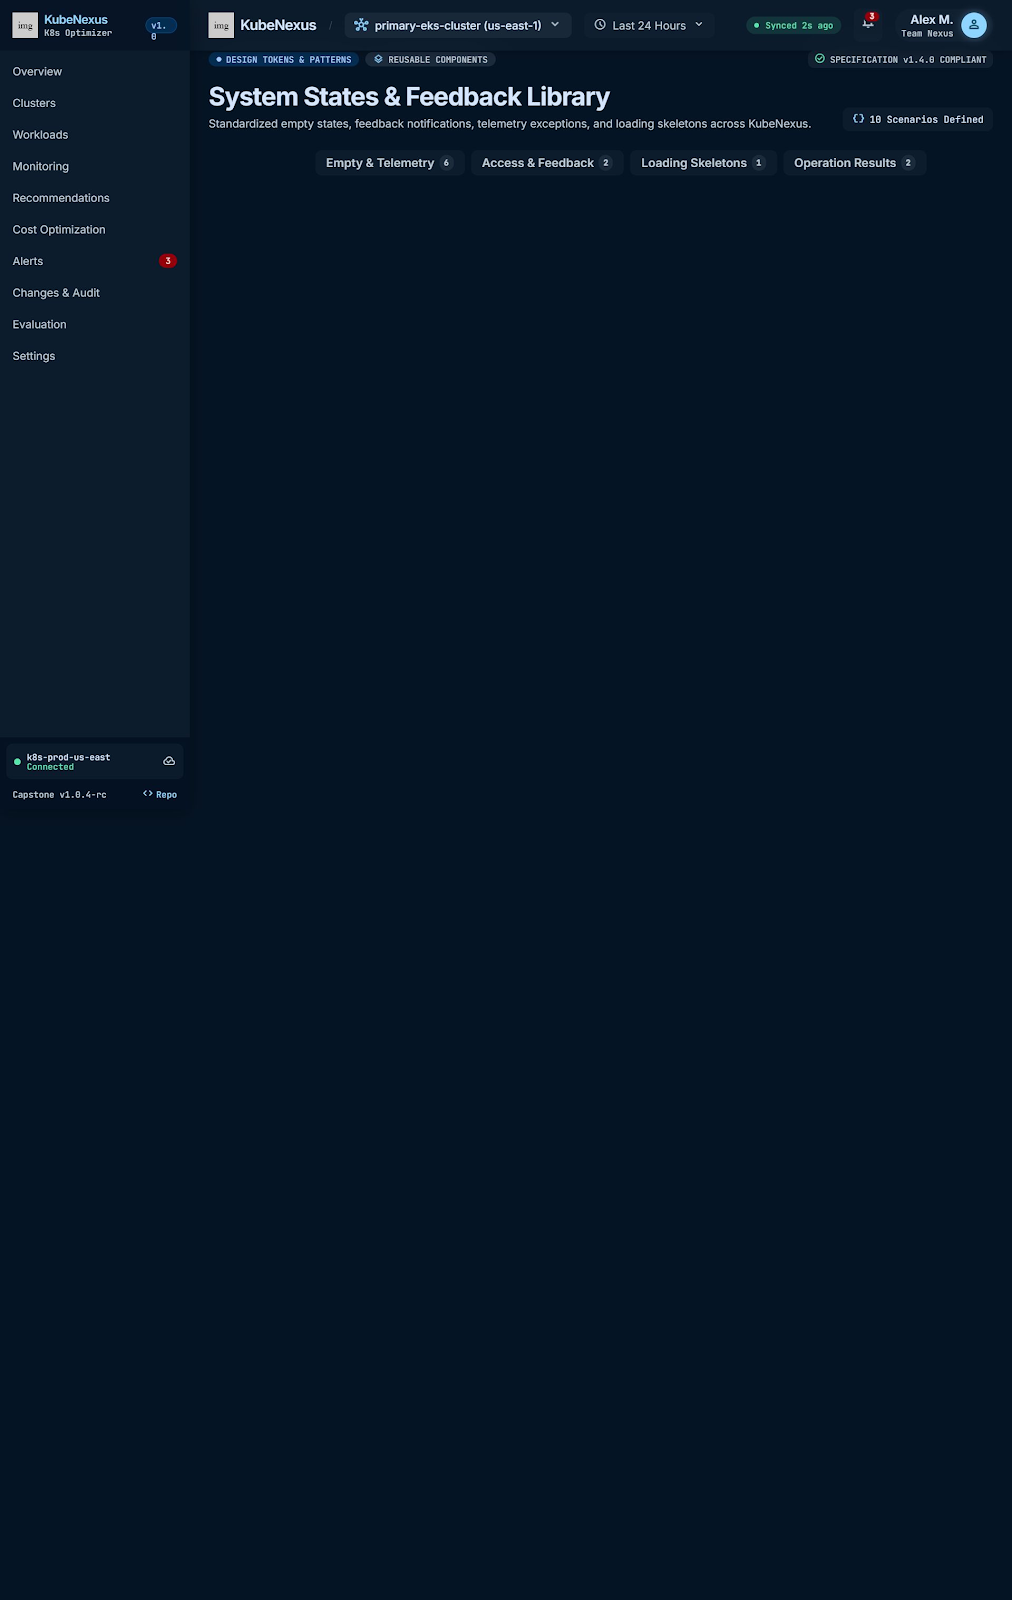 img
KubeNexus
K8s Optimizer
v1.
0
Overview
Clusters
Workloads
Monitoring
Recommendations
Cost Optimization
Alerts 3
Changes & Audit
Evaluation
Settings
k8s-prod-us-east
Connected
Capstone v1.0.4-rc <> Repo
img KubeNexus / primary-eks-cluster (us-east-1) Last 24 Hours Synced 2s ago 3
Alex M.
Team Nexus
DESIGN TOKENS & PATTERNS REUSABLE COMPONENTS SPECIFICATION v1.4.0 COMPLIANT
System States & Feedback Library
Standardized empty states, feedback notifications, telemetry exceptions, and loading skeletons across KubeNexus.
{} 10 Scenarios Defined
Empty & Telemetry 6 Access & Feedback 2 Loading Skeletons 1 Operation Results 2